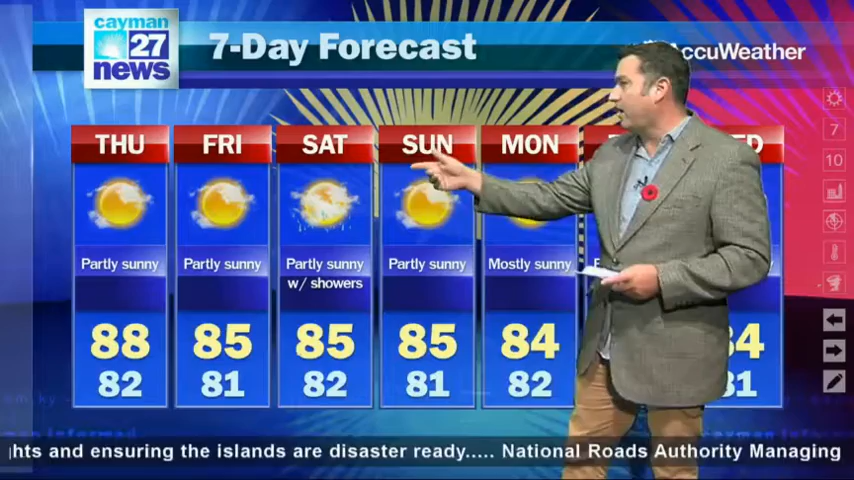 cayman
27
news
7-Day Forecast
AccuWeather
THU
FRI
SAT
SUN
MON
7
10
Partly sunny
Partly sunny
Partly sunny
w/ showers
Partly sunny
Mostly sunny
88
85
85
85
84
82
81
82
81
82
ghts and ensuring the islands are disaster ready..... National Roads Authority Managing